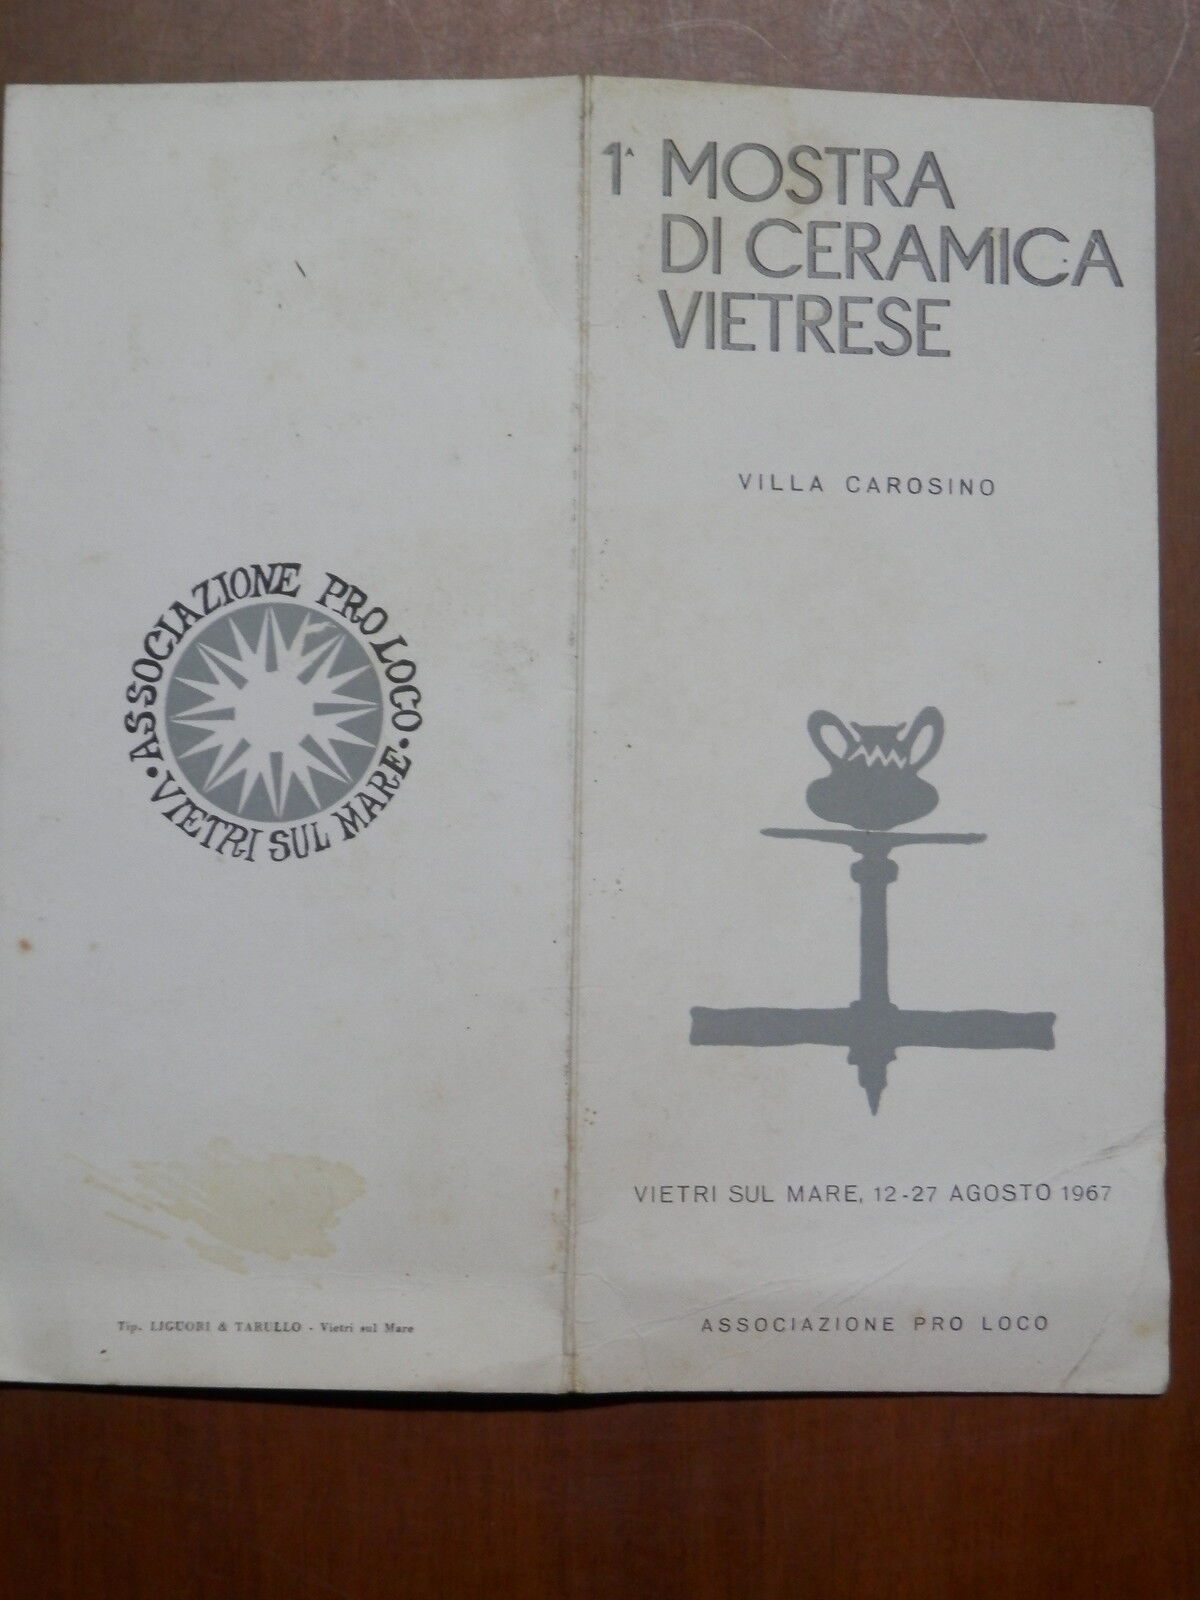 1ᴬ MOSTRA
DI CERAMICA
VIETRESE
VILLA CAROSINO
VIETRI SUL MARE, 12-27 AGOSTO 1967
ASSOCIAZIONE PRO LOCO
ASSOCIAZIONE PRO LOCO
• VIETRI SUL MARE •
Tip. LIGUORI & TARULLO - Vietri sul Mare